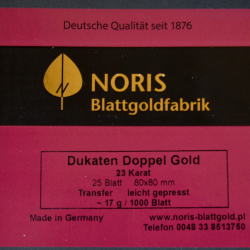 Deutsche Qualität seit 1876
NORIS
Blattgoldfabrik
Dukaten Doppel Gold
23 Karat
25 Blatt 80x80 mm
Transfer leicht gepresst
~ 17 g / 1000 Blatt
Made in Germany
www.noris-blattgold.pl
Telefon 0048 33 8513750